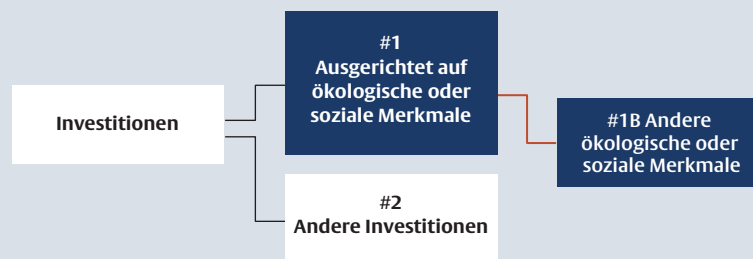 Investitionen
#1
Ausgerichtet auf
ökologische oder
soziale Merkmale
#1B Andere
ökologische oder
soziale Merkmale
#2
Andere Investitionen